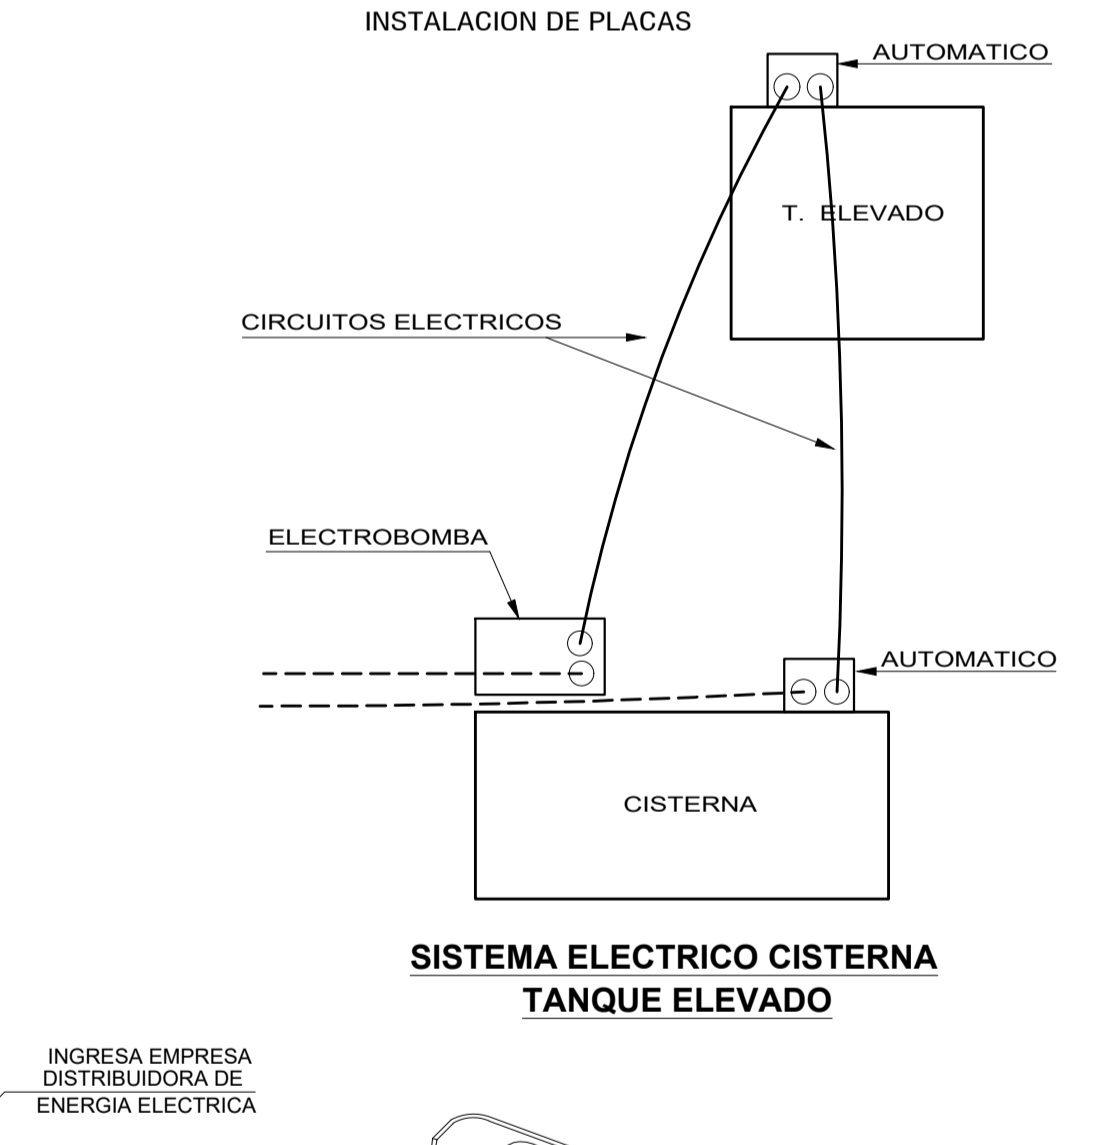 INSTALACION DE PLACAS
AUTOMATICO
T. ELEVADO
CIRCUITOS ELECTRICOS
ELECTROBOMBA
AUTOMATICO
CISTERNA
SISTEMA ELECTRICO CISTERNA
TANQUE ELEVADO
INGRESA EMPRESA
DISTRIBUIDORA DE
ENERGIA ELECTRICA